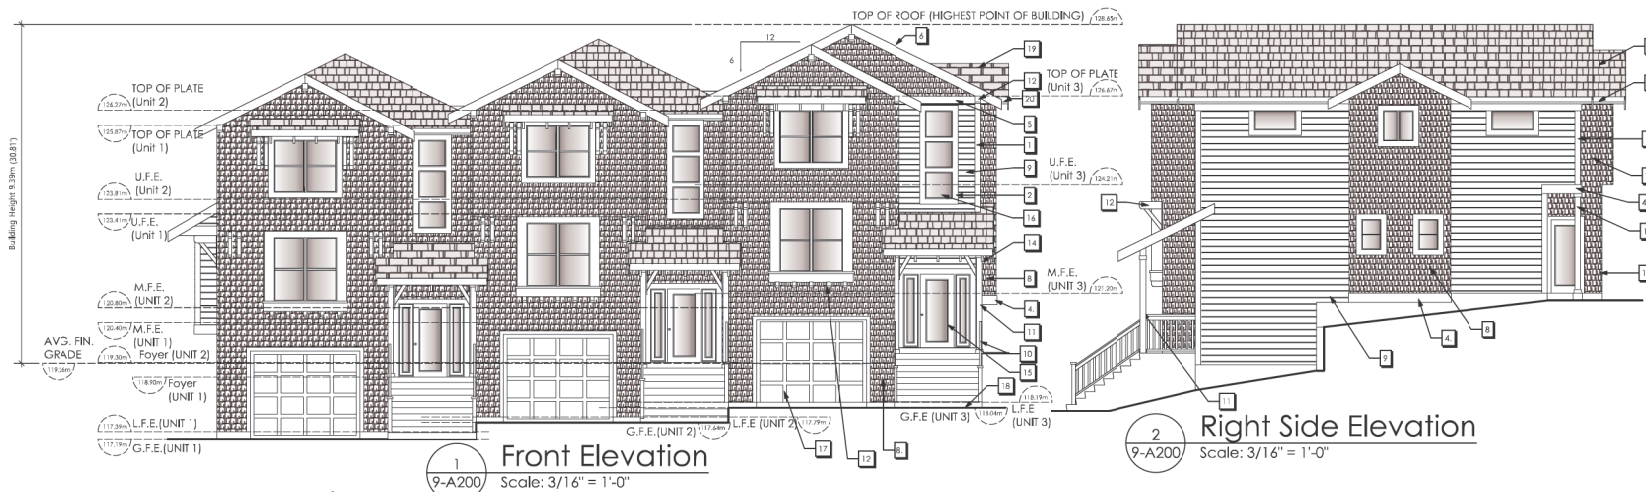 TOP OF ROOF (HIGHEST POINT OF BUILDING) 128.65m
6
12
6
19
TOP OF PLATE
(Unit 3) 126.67m
12
20
5
1
9
U.F.E.
(Unit 3) 124.21m
2
16
14
8
M.F.E.
(UNIT 3) 121.20m
4.
11
10
15
18
118.19m
L.F.E
(UNIT 3)
G.F.E (UNIT 3) 118.04m
Building Height 9.39m (30.81')
TOP OF PLATE
(Unit 2)
126.27m
125.87m
TOP OF PLATE
(Unit 1)
U.F.E.
(Unit 2)
123.81m
123.41m
U.F.E.
(Unit 1)
M.F.E.
(UNIT 2)
120.80m
120.40m
M.F.E.
(UNIT 1)
AVG. FIN.
GRADE
119.26m
119.30m
Foyer (UNIT 2)
118.90m
Foyer
(UNIT 1)
117.39m
L.F.E. (UNIT 1)
117.19m
G.F.E. (UNIT 1)
G.F.E. (UNIT 2) 117.64m
L.F.E (UNIT 2) 117.79m
17
12
8.
1
9-A200
Front Elevation
Scale: 3/16" = 1'-0"
12
4
9
4.
8
11
2
9-A200
Right Side Elevation
Scale: 3/16" = 1'-0"